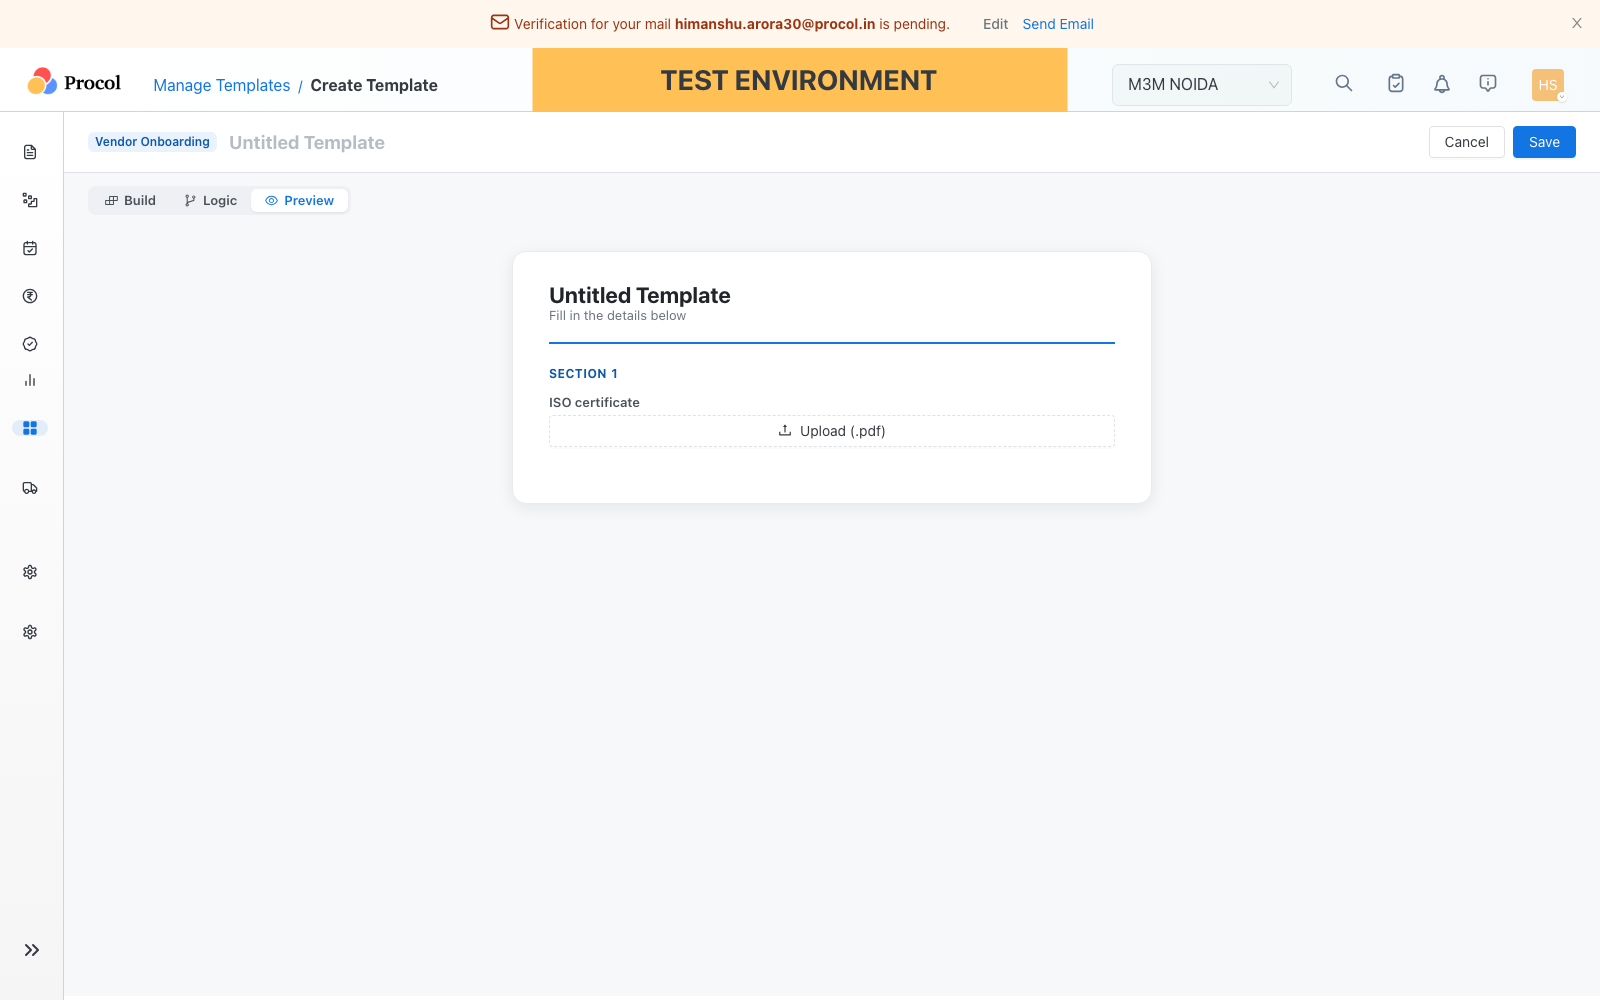 Verification for your mail himanshu.arora30@procol.in is pending. Edit Send Email
Procol
Manage Templates / Create Template
TEST ENVIRONMENT
M3M NOIDA
HS
Vendor Onboarding
Untitled Template
Cancel
Save
Build
Logic
Preview
Untitled Template
Fill in the details below
SECTION 1
ISO certificate
Upload (.pdf)